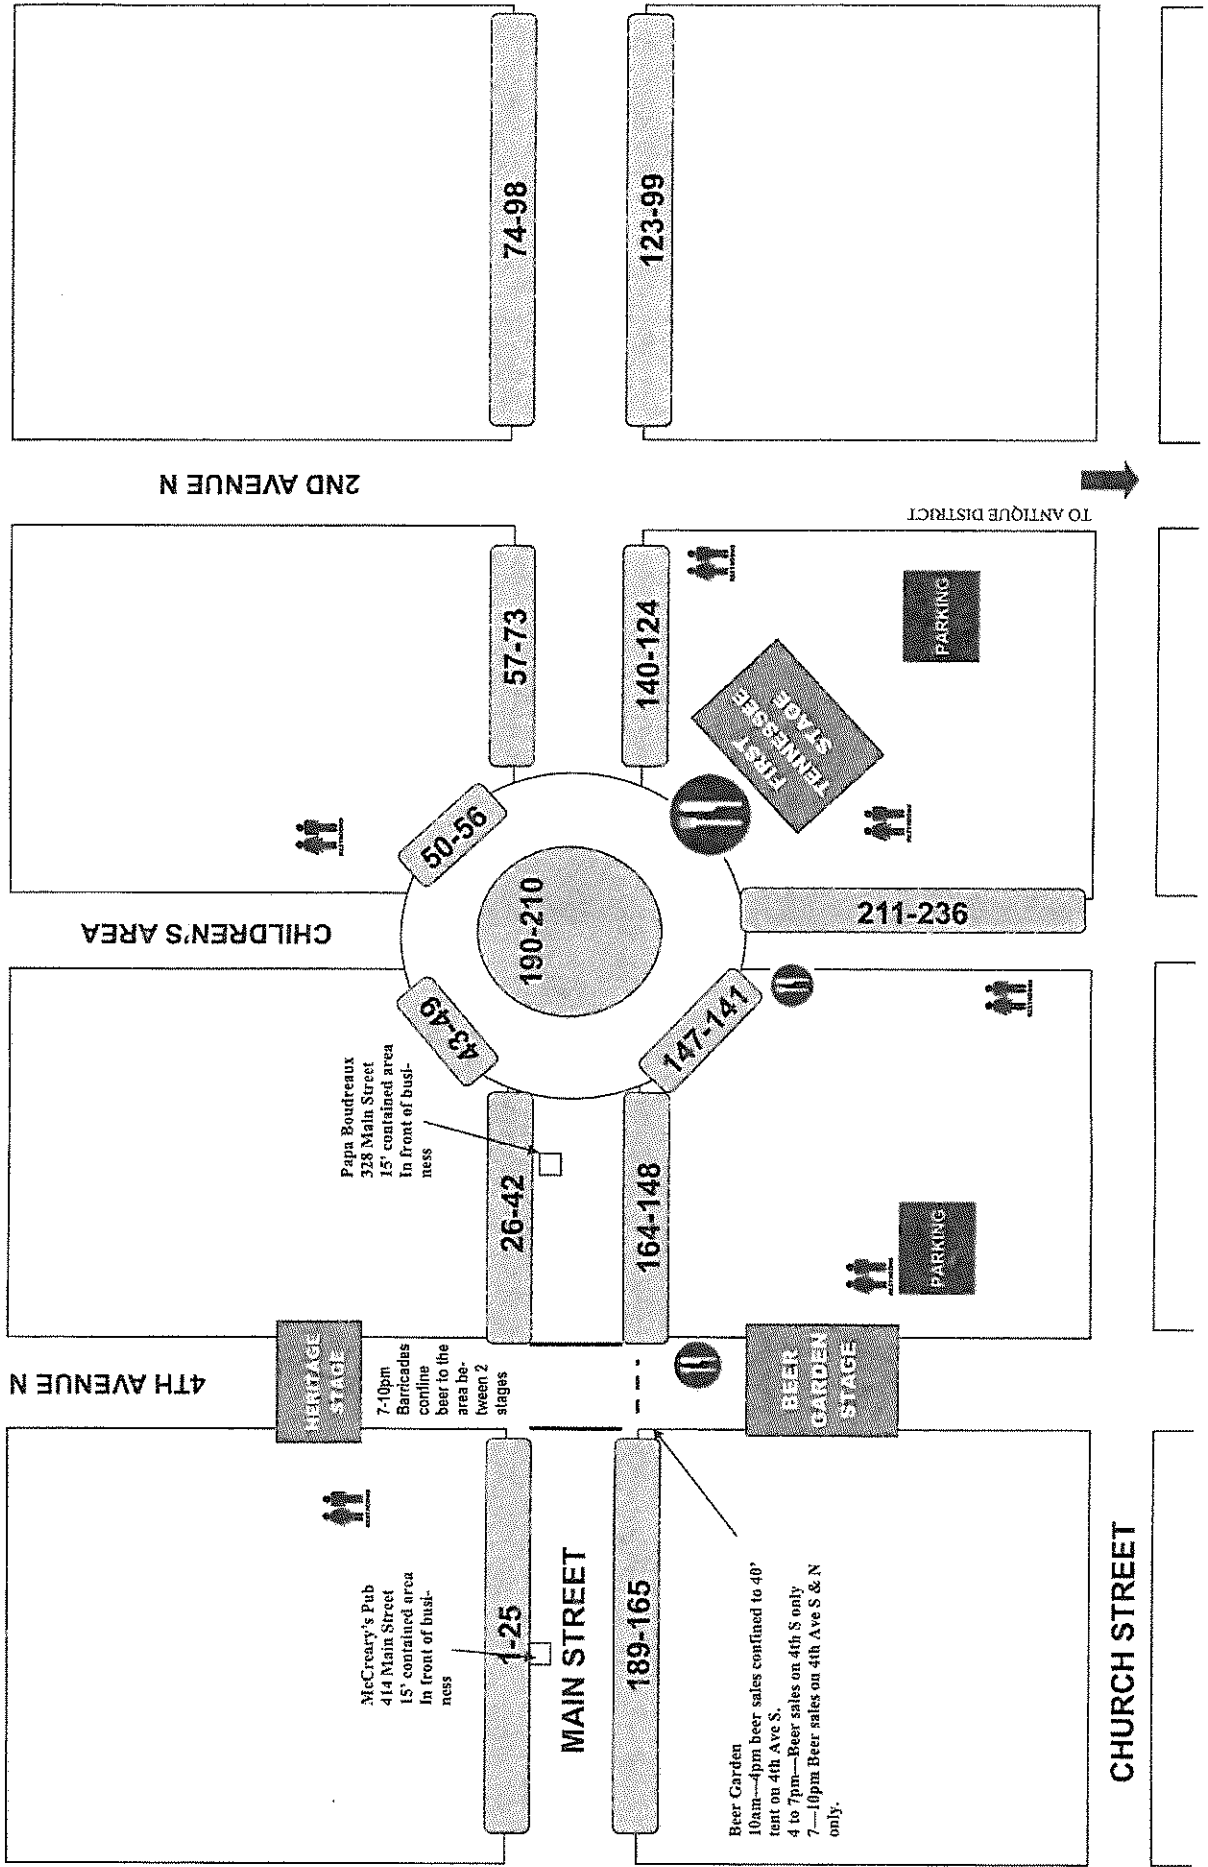 4TH AVENUE N
CHILDREN'S AREA
2ND AVENUE N
HERITAGE
STAGE
7-10pm
Barricades
confine
beer to the
area be-
tween 2
stages
McCreary's Pub
414 Main Street
15' contained area
In front of busi-
ness
Papa Boudreaux
328 Main Street
15' contained area
In front of busi-
ness
43-49
50-56
1-25
26-42
57-73
74-98
190-210
MAIN STREET
189-165
164-148
147-141
140-124
123-99
Beer Garden
10am—4pm beer sales confined to 40'
tent on 4th Ave S.
4 to 7pm—Beer sales on 4th S only
7—10pm Beer sales on 4th Ave S & N
only.
BEER
GARDEN
STAGE
FIRST
TENNESSEE
STAGE
211-236
PARKING
PARKING
TO ANTIQUE DISTRICT
CHURCH STREET